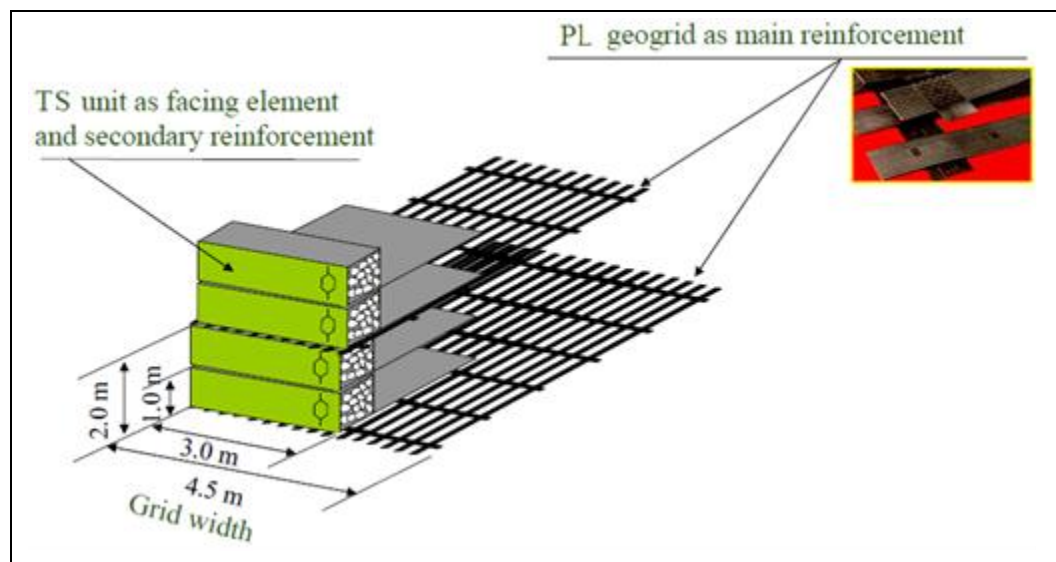 PL geogrid as main reinforcement
TS unit as facing element
and secondary reinforcement
2.0 m
1.0 m
3.0 m
4.5 m
Grid width